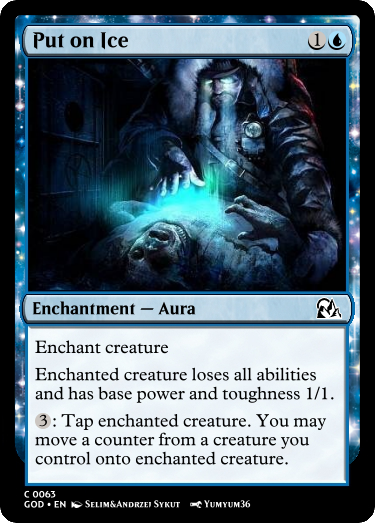 Put on Ice 1
Enchantment — Aura
Enchant creature
Enchanted creature loses all abilities
and has base power and toughness 1/1.
3: Tap enchanted creature. You may
move a counter from a creature you
control onto enchanted creature.
C 0063
GOD • EN Selim&Andrzej Sykut Yumyum36